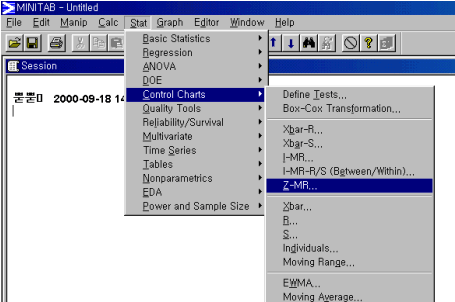 MINITAB - Untitled
File Edit Manip Calc Stat Graph Editor Window Help
Session
뿓뿓미 2000-09-18 14
Basic Statistics
Regression
ANOVA
DOE
Control Charts
Quality Tools
Reliability/Survival
Multivariate
Time Series
Tables
Nonparametrics
EDA
Power and Sample Size
Define Tests...
Box-Cox Transformation...
Xbar-R...
Xbar-S...
I-MR...
I-MR-R/S (Between/Within)...
Z-MR...
Xbar...
R...
S...
Individuals...
Moving Range...
EWMA...
Moving Average...